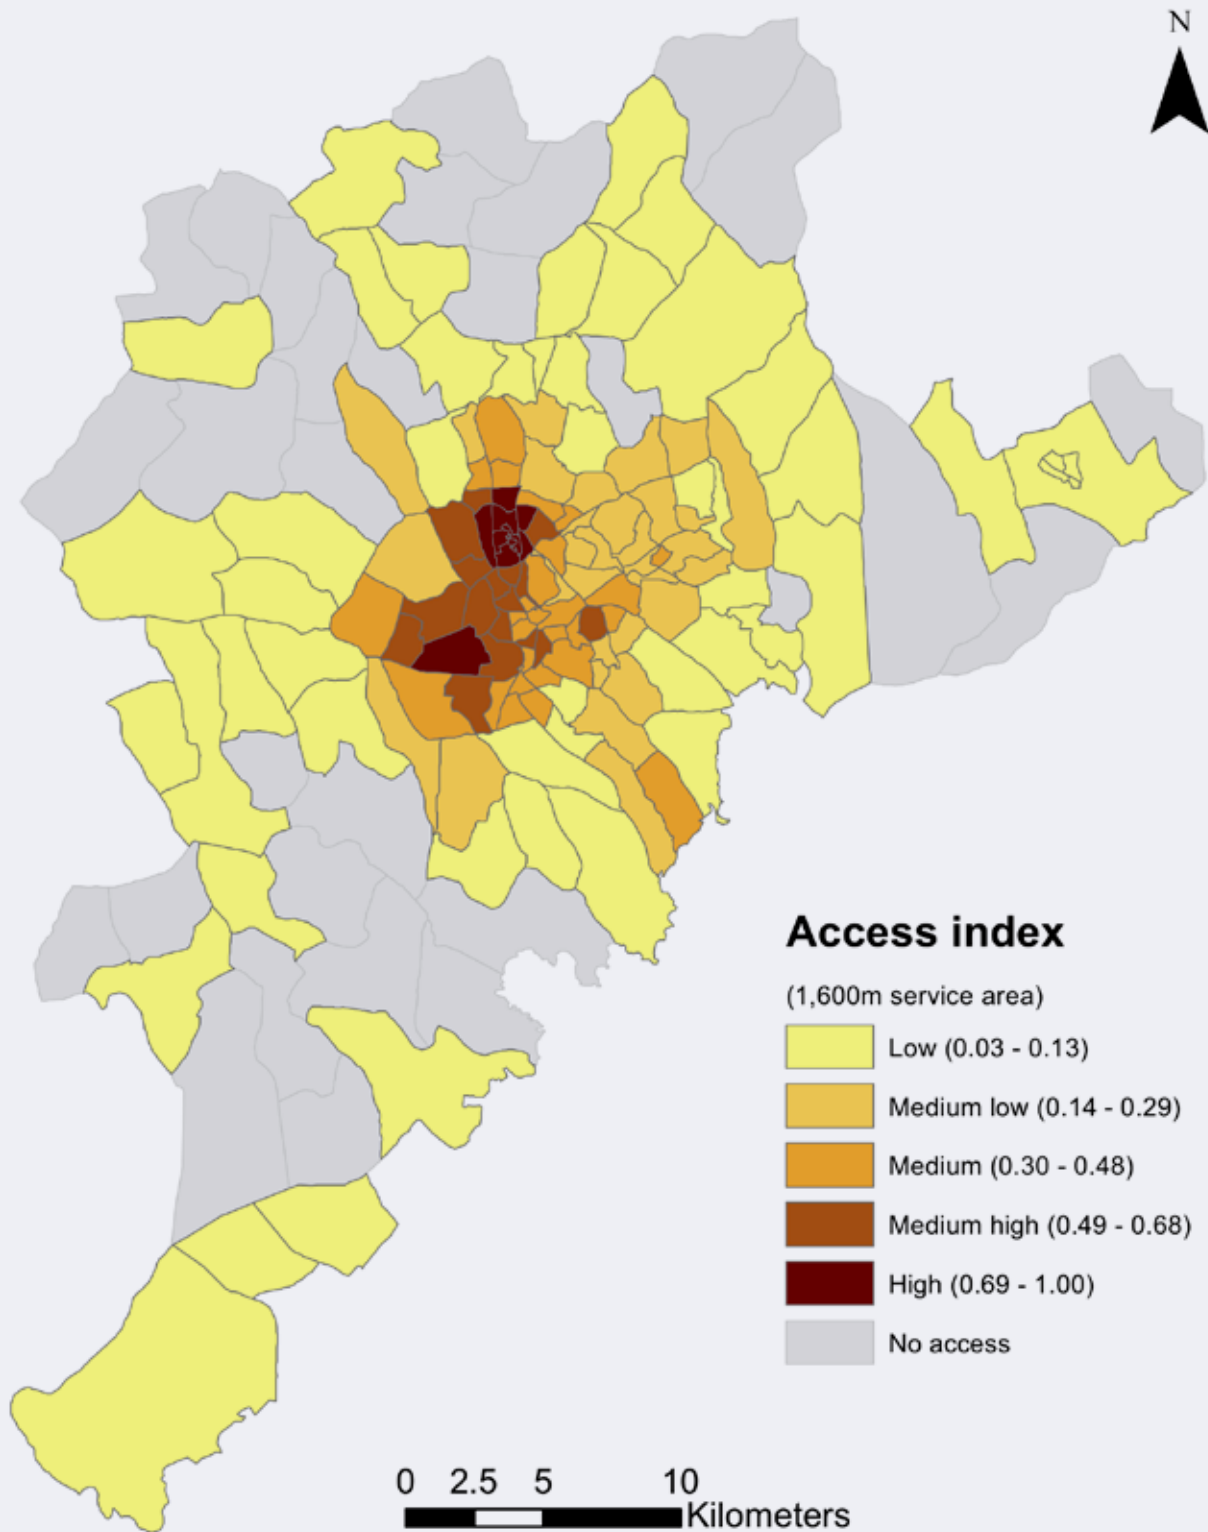 N
Access index
(1,600m service area)
Low (0.03 - 0.13)
Medium low (0.14 - 0.29)
Medium (0.30 - 0.48)
Medium high (0.49 - 0.68)
High (0.69 - 1.00)
No access
0 2.5 5 10
Kilometers